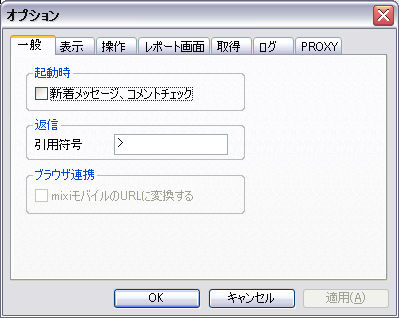 オプション
一般 表示 操作 レポート画面 取得 ログ PROXY
起動時
新着メッセージ、コメントチェック
返信
引用符号 >
ブラウザ連携
mixiモバイルのURLに変換する
OK キャンセル 適用(A)